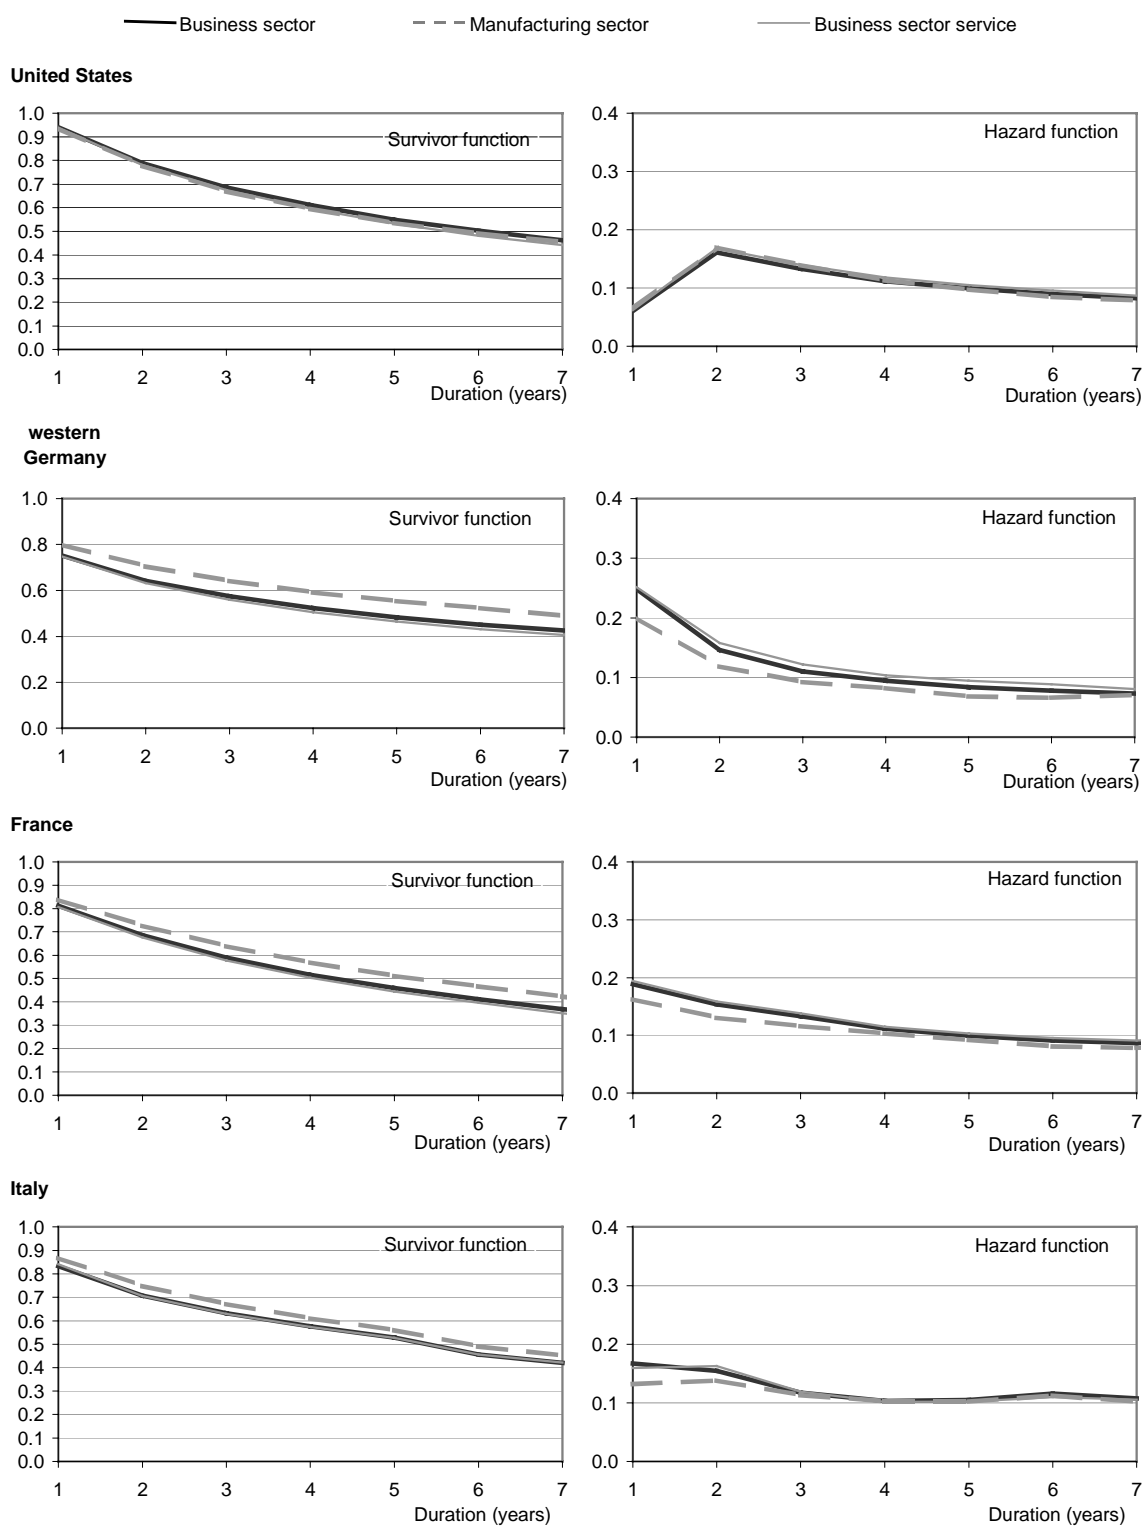 Business sector Manufacturing sector Business sector service
United States
Survivor function
1.0
0.9
0.8
0.7
0.6
0.5
0.4
0.3
0.2
0.1
0.0
1 2 3 4 5 6 7
Duration (years)
Hazard function
0.4
0.3
0.2
0.1
0.0
1 2 3 4 5 6 7
Duration (years)
western
Germany
Survivor function
1.0
0.8
0.6
0.4
0.2
0.0
1 2 3 4 5 6 7
Duration (years)
Hazard function
0.4
0.3
0.2
0.1
0.0
1 2 3 4 5 6 7
Duration (years)
France
Survivor function
1.0
0.9
0.8
0.7
0.6
0.5
0.4
0.3
0.2
0.1
0.0
1 2 3 4 5 6 7
Duration (years)
Hazard function
0.4
0.3
0.2
0.1
0.0
1 2 3 4 5 6 7
Duration (years)
Italy
Survivor function
1.0
0.9
0.8
0.7
0.6
0.5
0.4
0.3
0.2
0.1
0.0
1 2 3 4 5 6 7
Duration (years)
Hazard function
0.4
0.3
0.2
0.1
0.0
1 2 3 4 5 6 7
Duration (years)